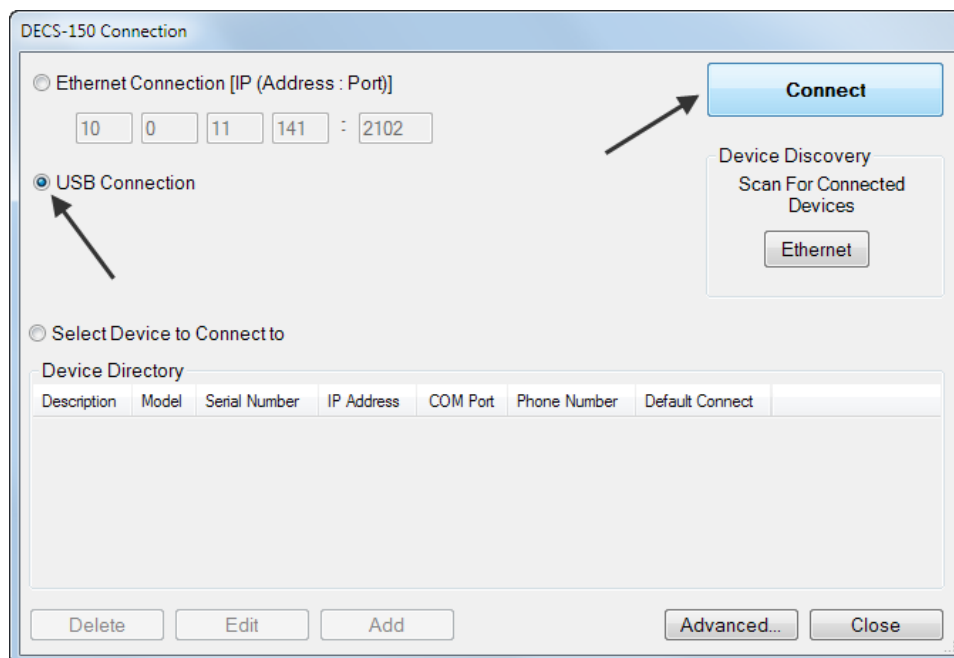 DECS-150 Connection
Ethernet Connection [IP (Address : Port)]
Connect
10 0 11 141 : 2102
Device Discovery
USB Connection
Scan For Connected
Devices
Ethernet
Select Device to Connect to
Device Directory
Description Model Serial Number IP Address COM Port Phone Number Default Connect
Delete Edit Add Advanced... Close